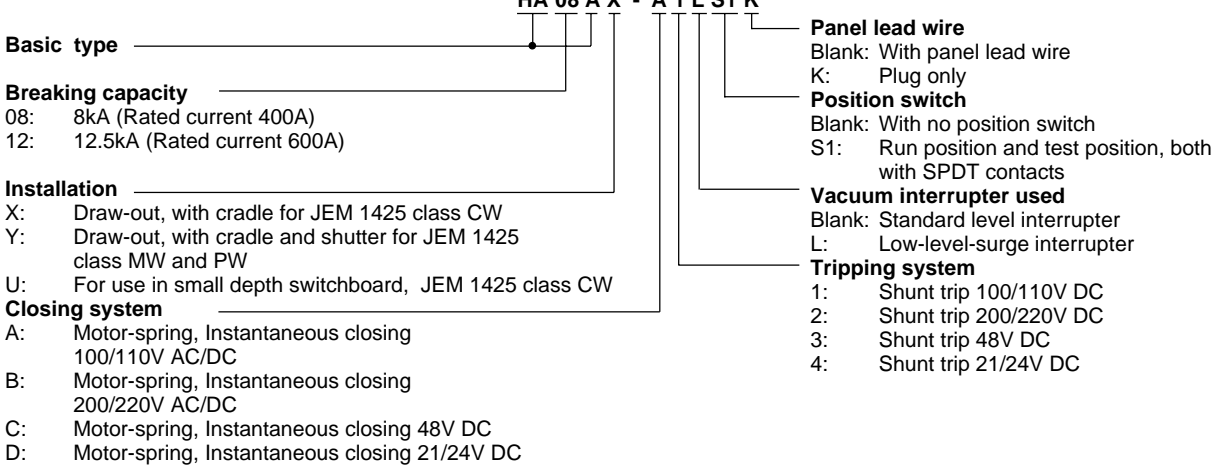 HA 08 A X - A 1 L S1 K
Basic type
Breaking capacity
08: 8kA (Rated current 400A)
12: 12.5kA (Rated current 600A)
Installation
X: Draw-out, with cradle for JEM 1425 class CW
Y: Draw-out, with cradle and shutter for JEM 1425
class MW and PW
U: For use in small depth switchboard, JEM 1425 class CW
Closing system
A: Motor-spring, Instantaneous closing
100/110V AC/DC
B: Motor-spring, Instantaneous closing
200/220V AC/DC
C: Motor-spring, Instantaneous closing 48V DC
D: Motor-spring, Instantaneous closing 21/24V DC
Panel lead wire
Blank: With panel lead wire
K: Plug only
Position switch
Blank: With no position switch
S1: Run position and test position, both
with SPDT contacts
Vacuum interrupter used
Blank: Standard level interrupter
L: Low-level-surge interrupter
Tripping system
1: Shunt trip 100/110V DC
2: Shunt trip 200/220V DC
3: Shunt trip 48V DC
4: Shunt trip 21/24V DC